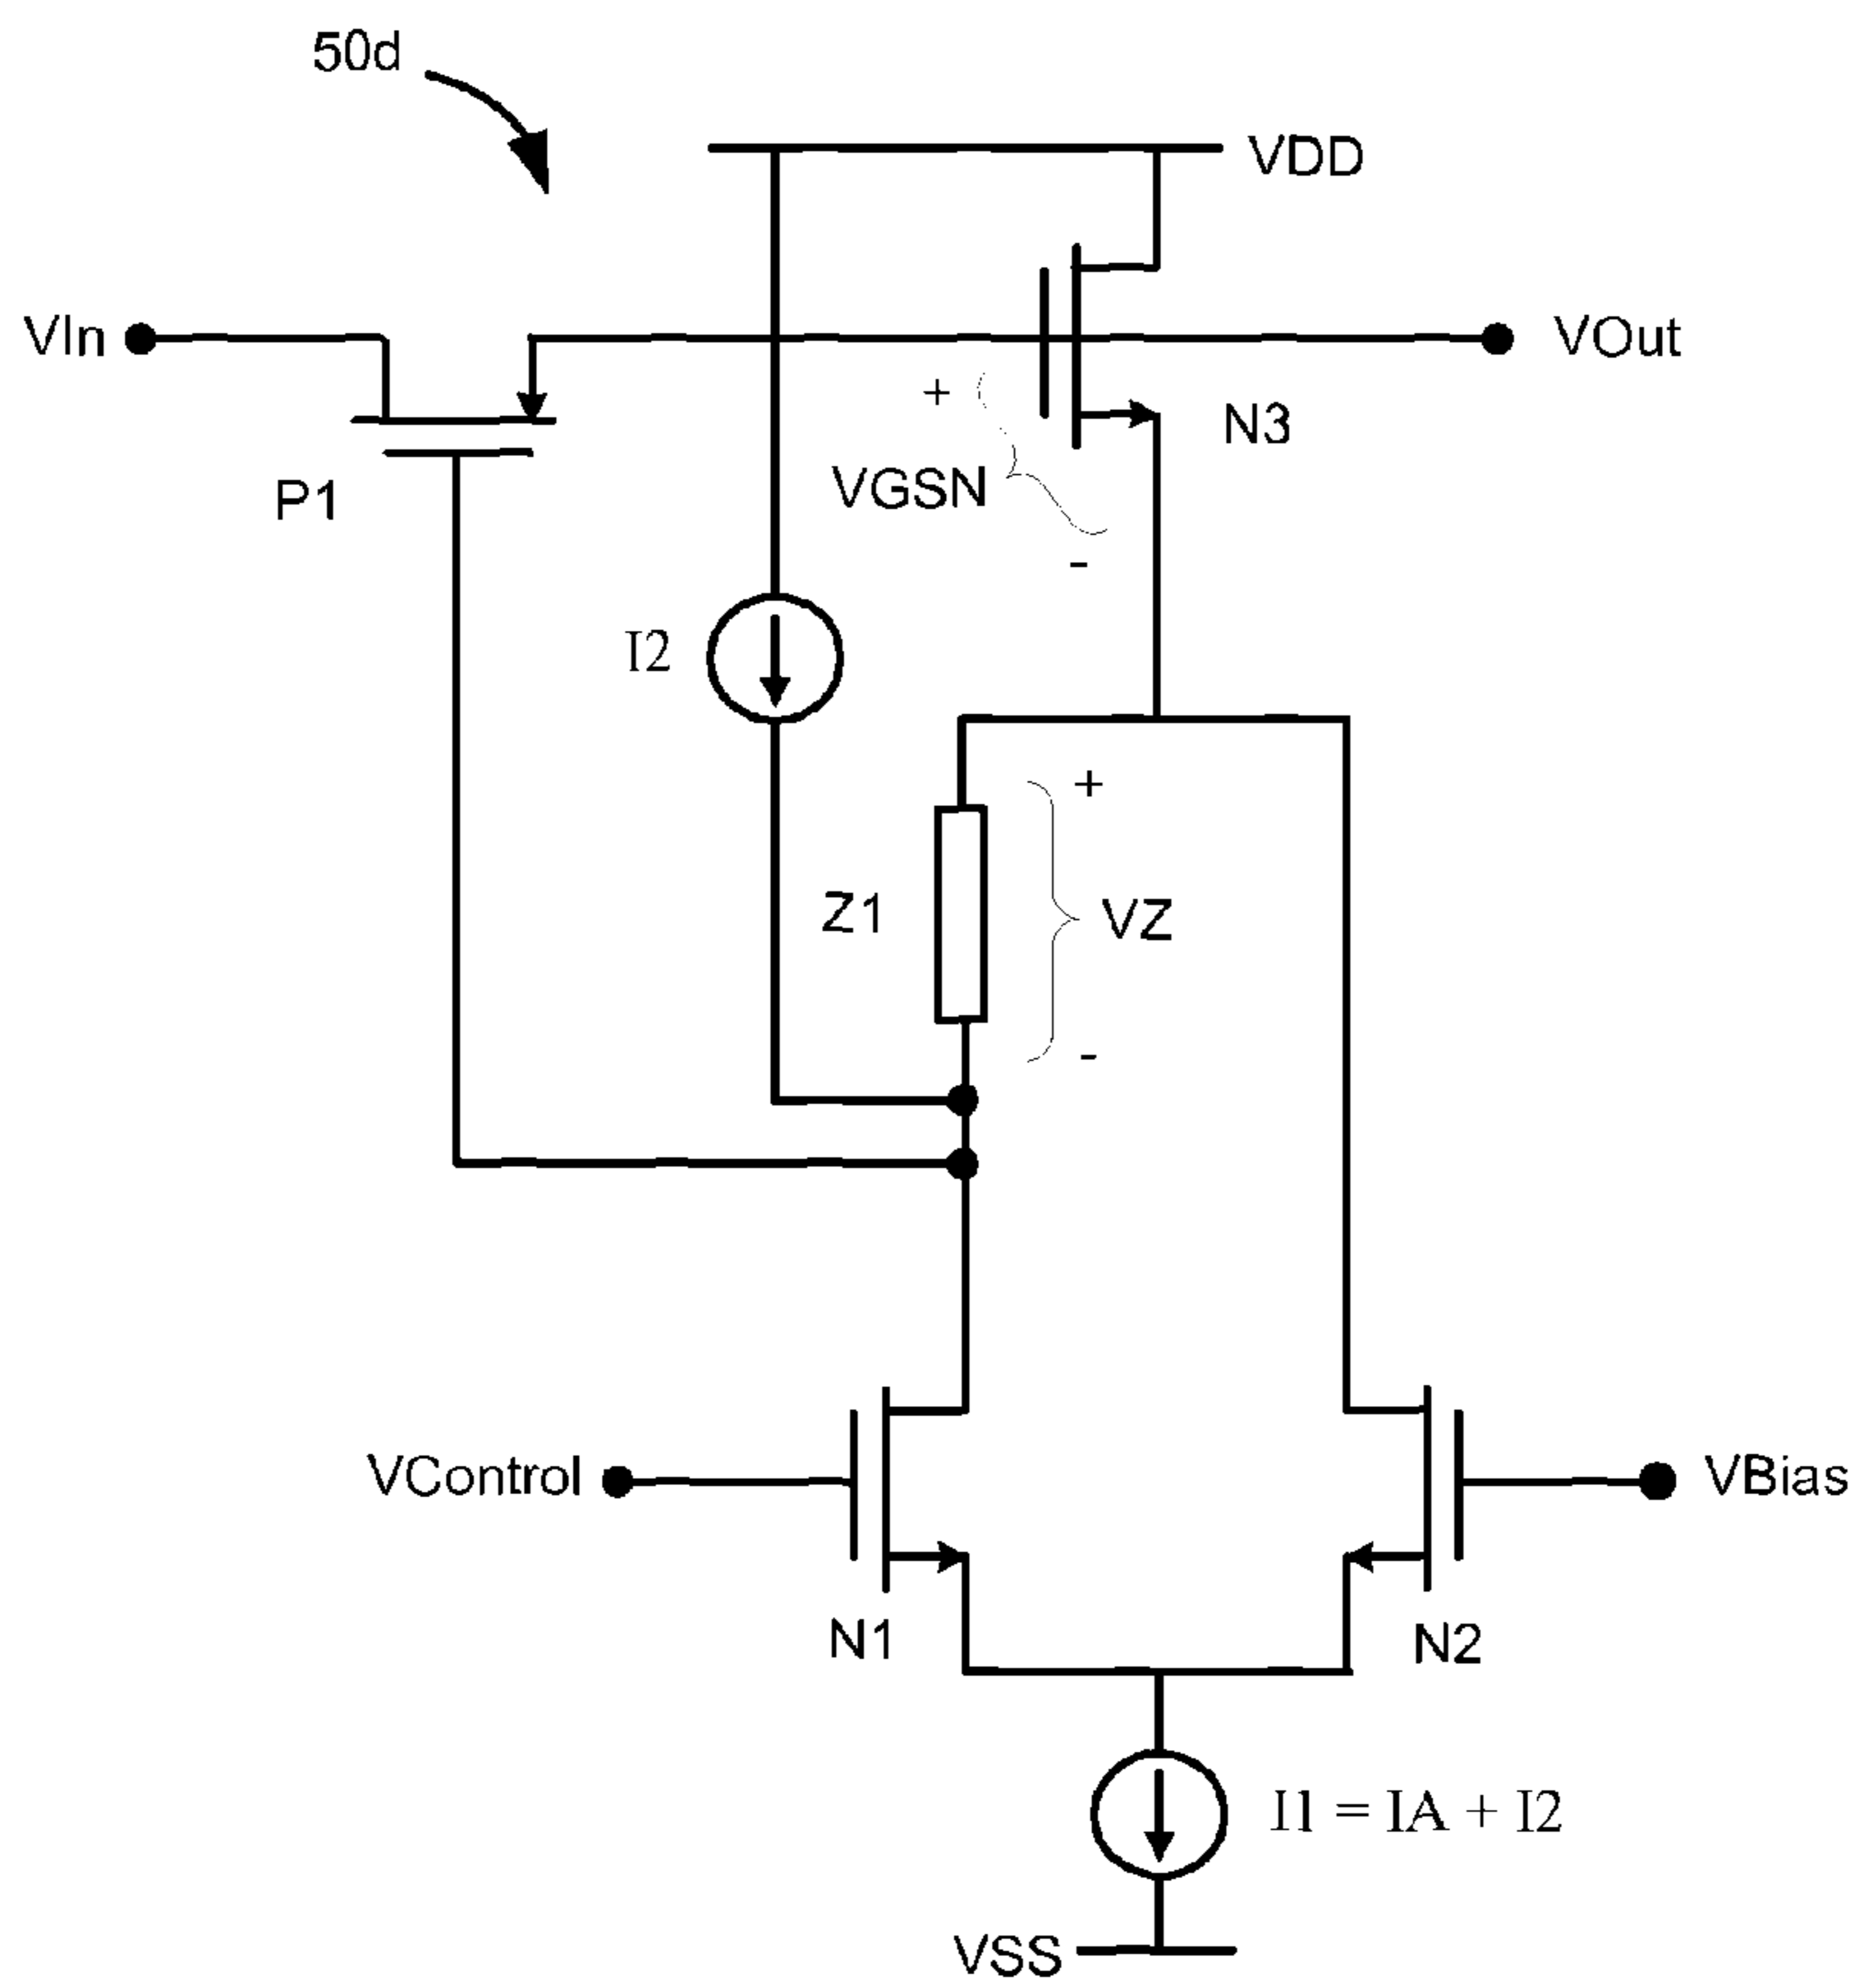 50d
VDD
VIn
VOut
+
N3
VGSN
P1
-
I2
+
Z1
VZ
-
VControl
VBias
N1
N2
I1 = IA + I2
VSS